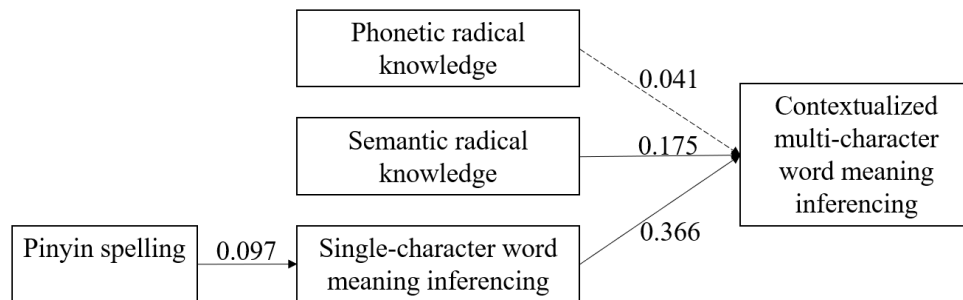 Phonetic radical
knowledge
0.041
Semantic radical
knowledge
0.175
Contextualized
multi-character
word meaning
inferencing
Pinyin spelling
0.097
Single-character word
meaning inferencing
0.366